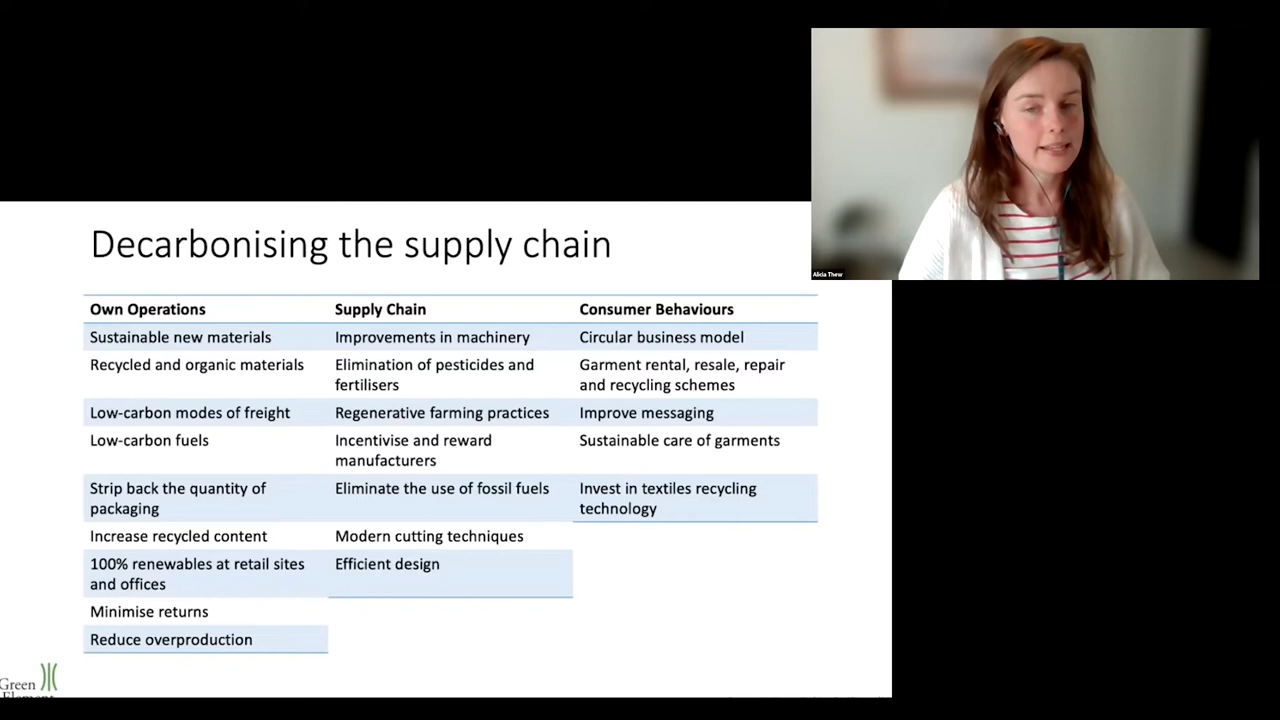 Alicia Thew
Decarbonising the supply chain
Own Operations
Supply Chain
Consumer Behaviours
Sustainable new materials
Improvements in machinery
Circular business model
Recycled and organic materials
Elimination of pesticides and
fertilisers
Garment rental, resale, repair
and recycling schemes
Low-carbon modes of freight
Regenerative farming practices
Improve messaging
Low-carbon fuels
Incentivise and reward
manufacturers
Sustainable care of garments
Strip back the quantity of
packaging
Eliminate the use of fossil fuels
Invest in textiles recycling
technology
Increase recycled content
Modern cutting techniques
100% renewables at retail sites
and offices
Efficient design
Minimise returns
Reduce overproduction
Green
Element